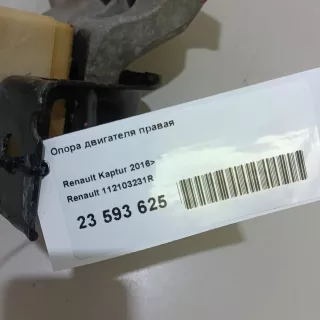 Опора двигателя правая
Renault Kaptur 2016>
Renault 112103231R
23 593 625